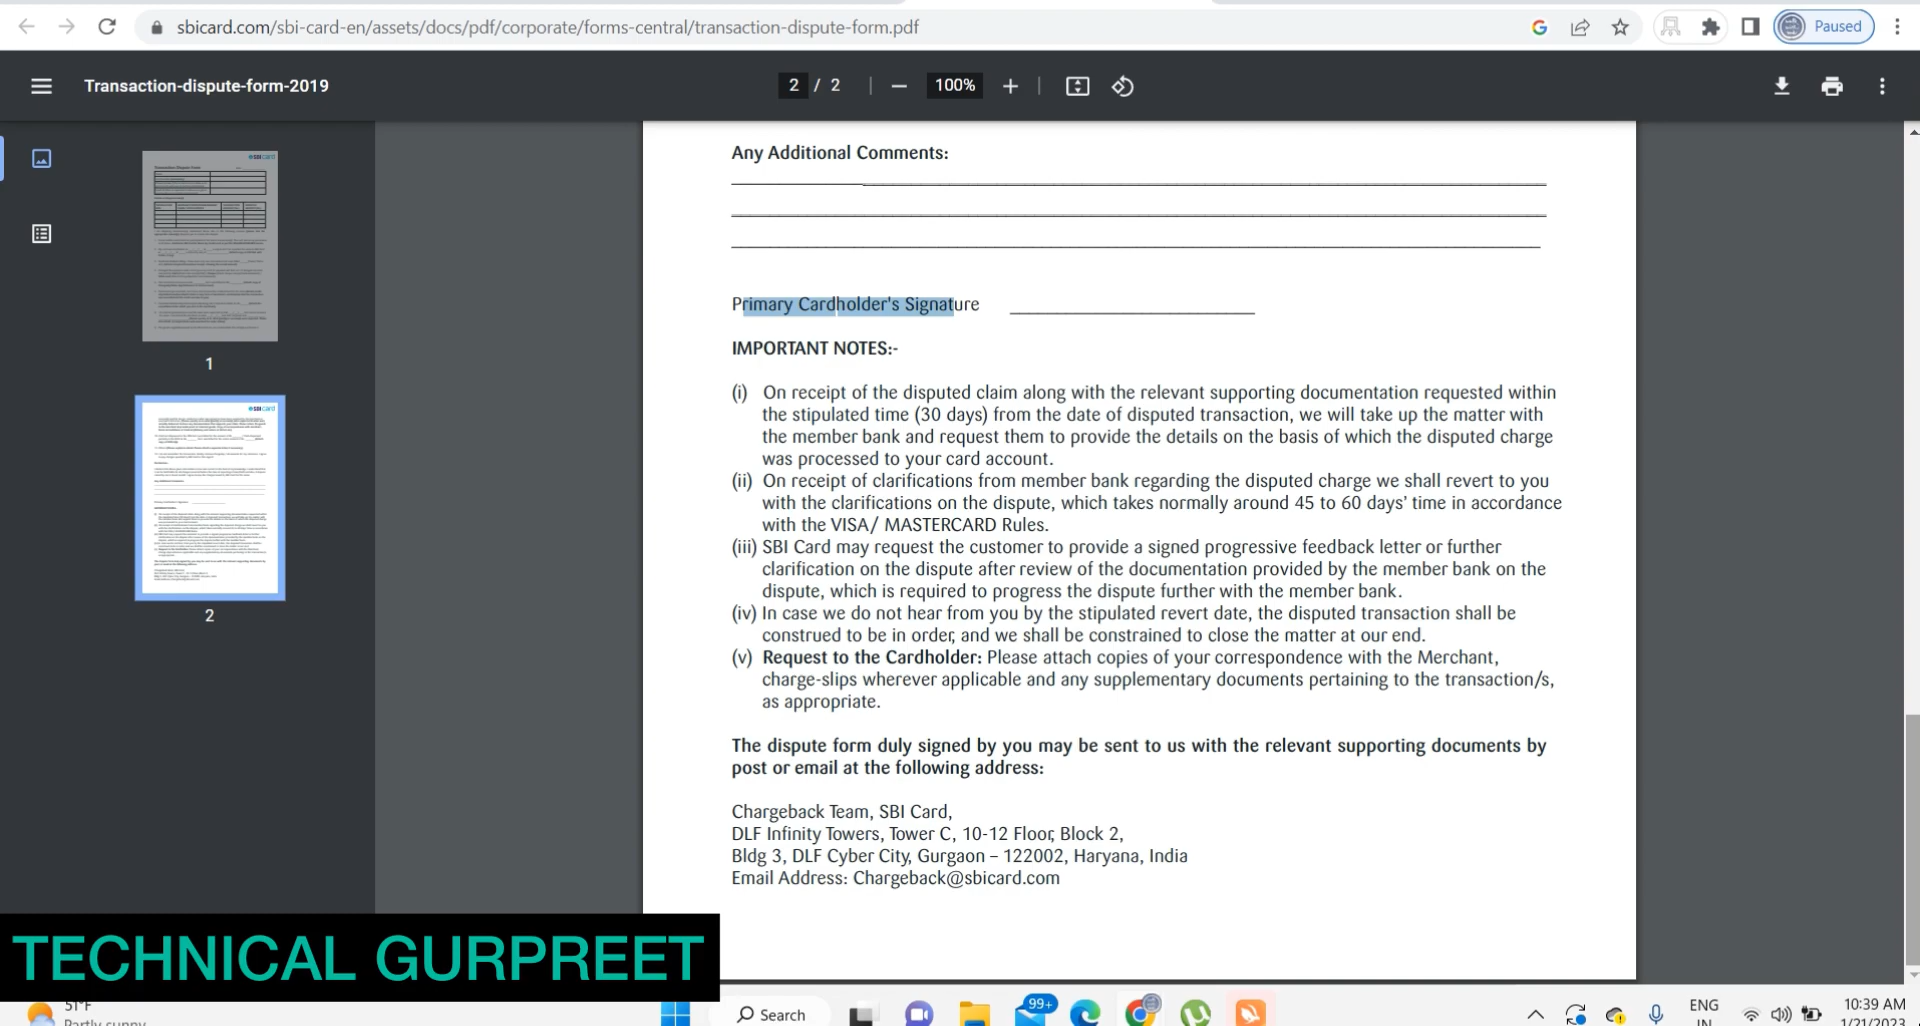 sbicard.com/sbi-card-en/assets/docs/pdf/corporate/forms-central/transaction-dispute-form.pdf
Paused
Transaction-dispute-form-2019
2 / 2
100%
1
2
Any Additional Comments:
Primary Cardholder's Signature
IMPORTANT NOTES:-
(i) On receipt of the disputed claim along with the relevant supporting documentation requested within
the stipulated time (30 days) from the date of disputed transaction, we will take up the matter with
the member bank and request them to provide the details on the basis of which the disputed charge
was processed to your card account.
(ii) On receipt of clarifications from member bank regarding the disputed charge we shall revert to you
with the clarifications on the dispute, which takes normally around 45 to 60 days' time in accordance
with the VISA/ MASTERCARD Rules.
(iii) SBI Card may request the customer to provide a signed progressive feedback letter or further
clarification on the dispute after review of the documentation provided by the member bank on the
dispute, which is required to progress the dispute further with the member bank.
(iv) In case we do not hear from you by the stipulated revert date, the disputed transaction shall be
construed to be in order, and we shall be constrained to close the matter at our end.
(v) Request to the Cardholder: Please attach copies of your correspondence with the Merchant,
charge-slips wherever applicable and any supplementary documents pertaining to the transaction/s,
as appropriate.
The dispute form duly signed by you may be sent to us with the relevant supporting documents by
post or email at the following address:
Chargeback Team, SBI Card,
DLF Infinity Towers, Tower C, 10-12 Floor, Block 2,
Bldg 3, DLF Cyber City, Gurgaon – 122002, Haryana, India
Email Address: Chargeback@sbicard.com
TECHNICAL GURPREET
51°F
Partly sunny
Search
99+
ENG
IN
10:39 AM
1/21/2023